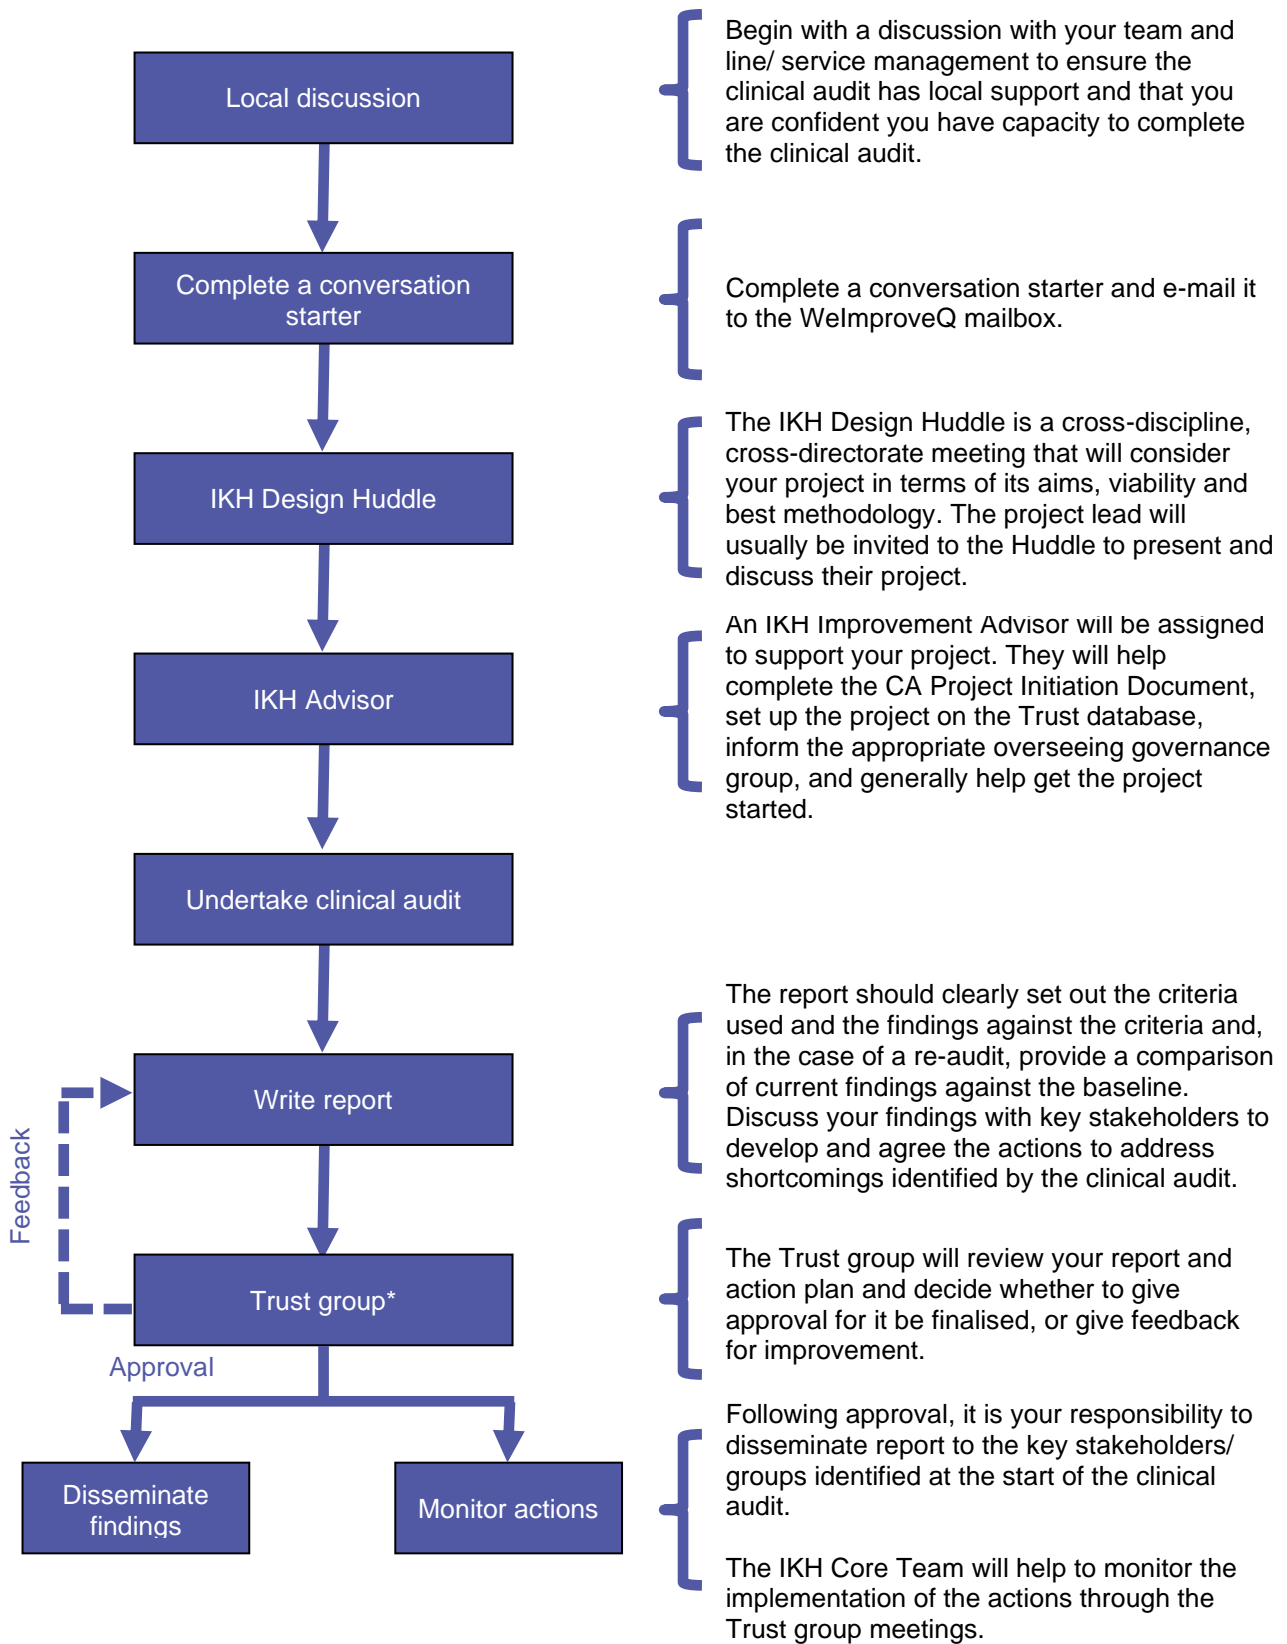 Local discussion
Begin with a discussion with your team and
line/ service management to ensure the
clinical audit has local support and that you
are confident you have capacity to complete
the clinical audit.
Complete a conversation
starter
Complete a conversation starter and e-mail it
to the WeImproveQ mailbox.
IKH Design Huddle
The IKH Design Huddle is a cross-discipline,
cross-directorate meeting that will consider
your project in terms of its aims, viability and
best methodology. The project lead will
usually be invited to the Huddle to present and
discuss their project.
IKH Advisor
An IKH Improvement Advisor will be assigned
to support your project. They will help
complete the CA Project Initiation Document,
set up the project on the Trust database,
inform the appropriate overseeing governance
group, and generally help get the project
started.
Undertake clinical audit
Write report
The report should clearly set out the criteria
used and the findings against the criteria and,
in the case of a re-audit, provide a comparison
of current findings against the baseline.
Discuss your findings with key stakeholders to
develop and agree the actions to address
shortcomings identified by the clinical audit.
Feedback
Trust group*
The Trust group will review your report and
action plan and decide whether to give
approval for it be finalised, or give feedback
for improvement.
Approval
Disseminate
findings
Monitor actions
Following approval, it is your responsibility to
disseminate report to the key stakeholders/
groups identified at the start of the clinical
audit.
The IKH Core Team will help to monitor the
implementation of the actions through the
Trust group meetings.